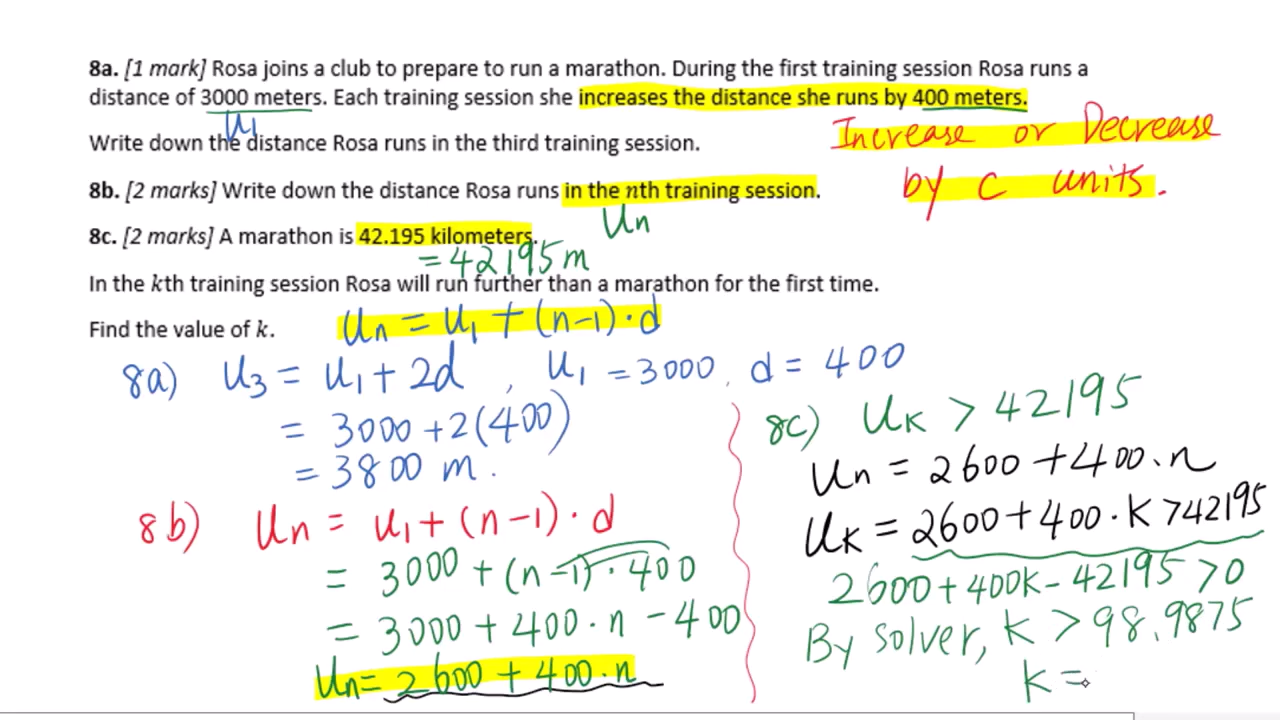 8a. [1 mark] Rosa joins a club to prepare to run a marathon. During the first training session Rosa runs a
distance of 3000 meters. Each training session she increases the distance she runs by 400 meters.
u₁
Increase or Decrease
by c units.
Write down the distance Rosa runs in the third training session.
8b. [2 marks] Write down the distance Rosa runs in the nth training session.
Un
8c. [2 marks] A marathon is 42.195 kilometers.
= 42195m
In the kth training session Rosa will run further than a marathon for the first time.
Find the value of k.
Un = U₁ + (n-1)·d
8a) U₃ = U₁ + 2d , U₁ = 3000, d = 400
= 3000 + 2(400)
= 3800 m.
8b) Un = U₁ + (n-1)·d
= 3000 + (n-1)·400
= 3000 + 400·n - 400
Un = 2600 + 400·n
8c) UK > 42195
Un = 2600 + 400·n
UK = 2600 + 400·K > 42195
2600 + 400K - 42195 > 0
By solver, K > 98.9875
K =